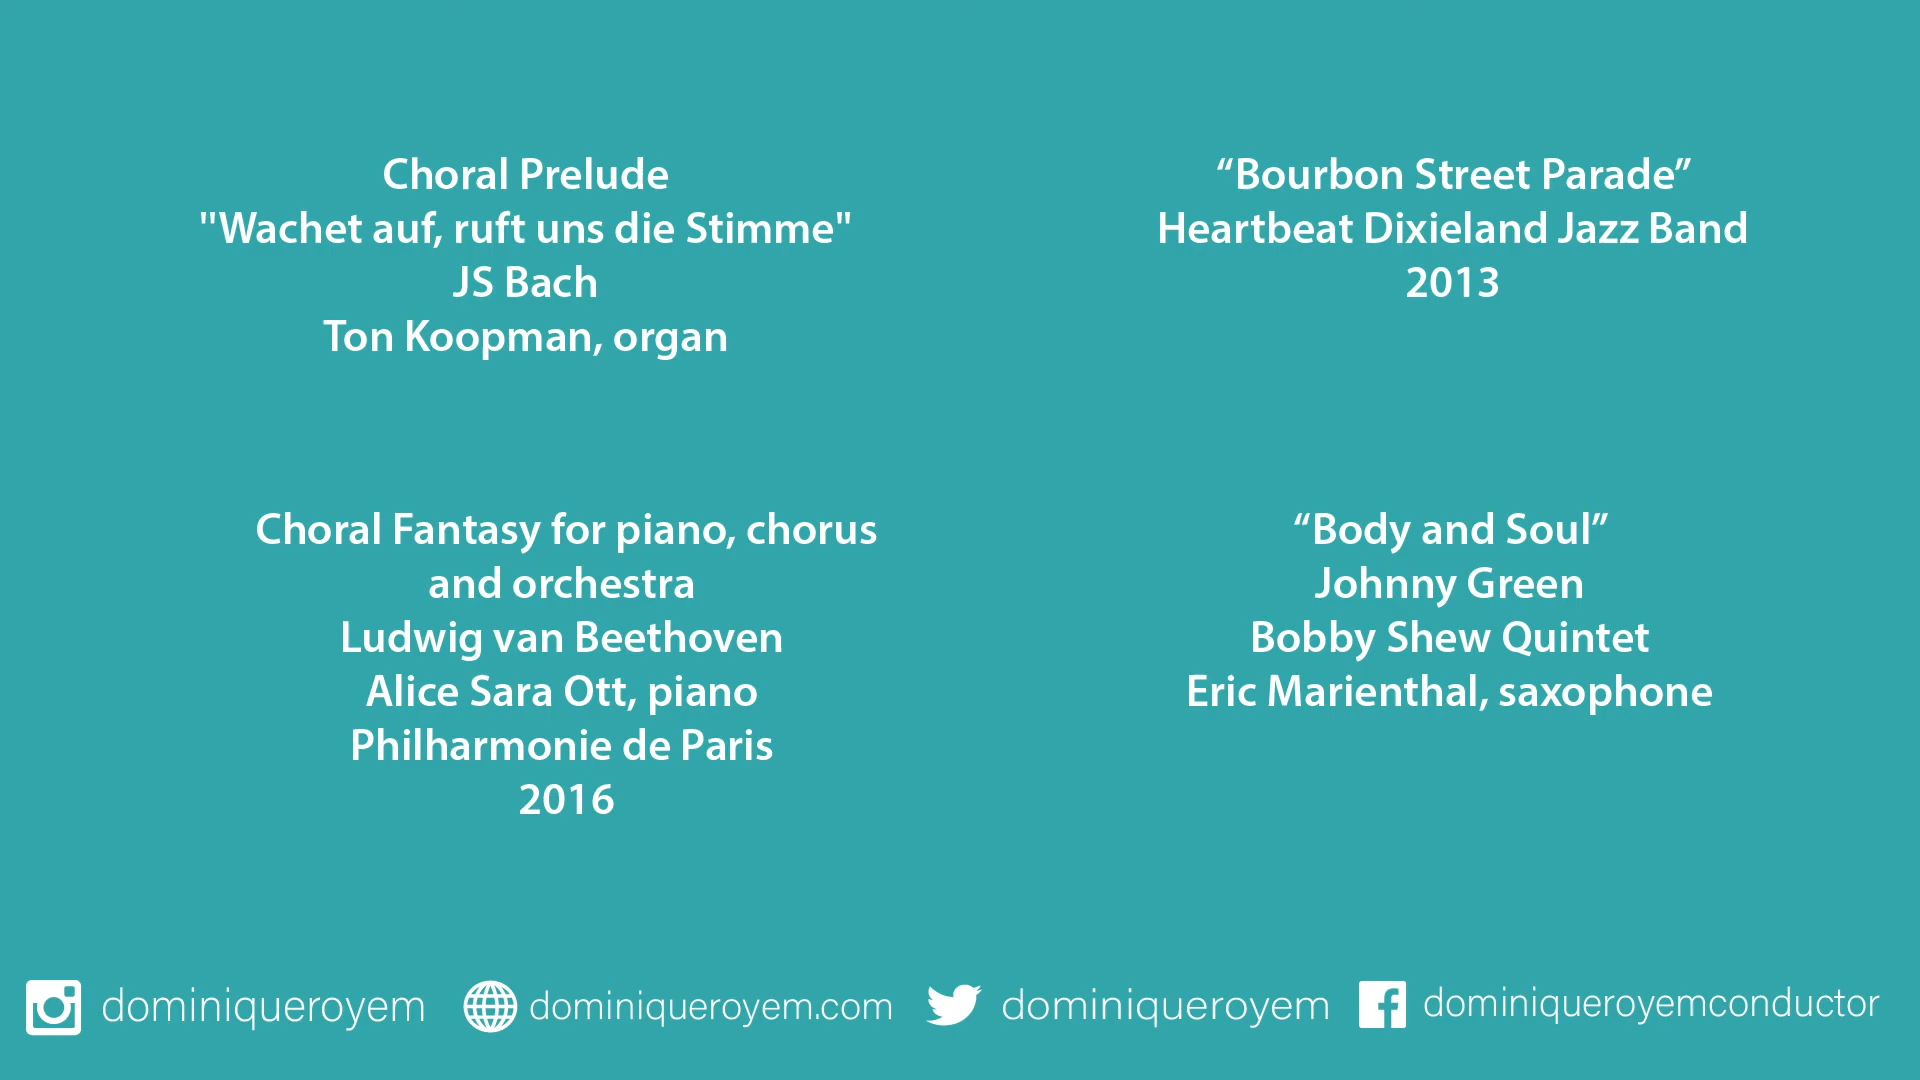 Choral Prelude
"Wachet auf, ruft uns die Stimme"
JS Bach
Ton Koopman, organ
“Bourbon Street Parade”
Heartbeat Dixieland Jazz Band
2013
Choral Fantasy for piano, chorus
and orchestra
Ludwig van Beethoven
Alice Sara Ott, piano
Philharmonie de Paris
2016
“Body and Soul”
Johnny Green
Bobby Shew Quintet
Eric Marienthal, saxophone
dominiqueroyem
dominiqueroyem.com
dominiqueroyem
dominiqueroyemconductor